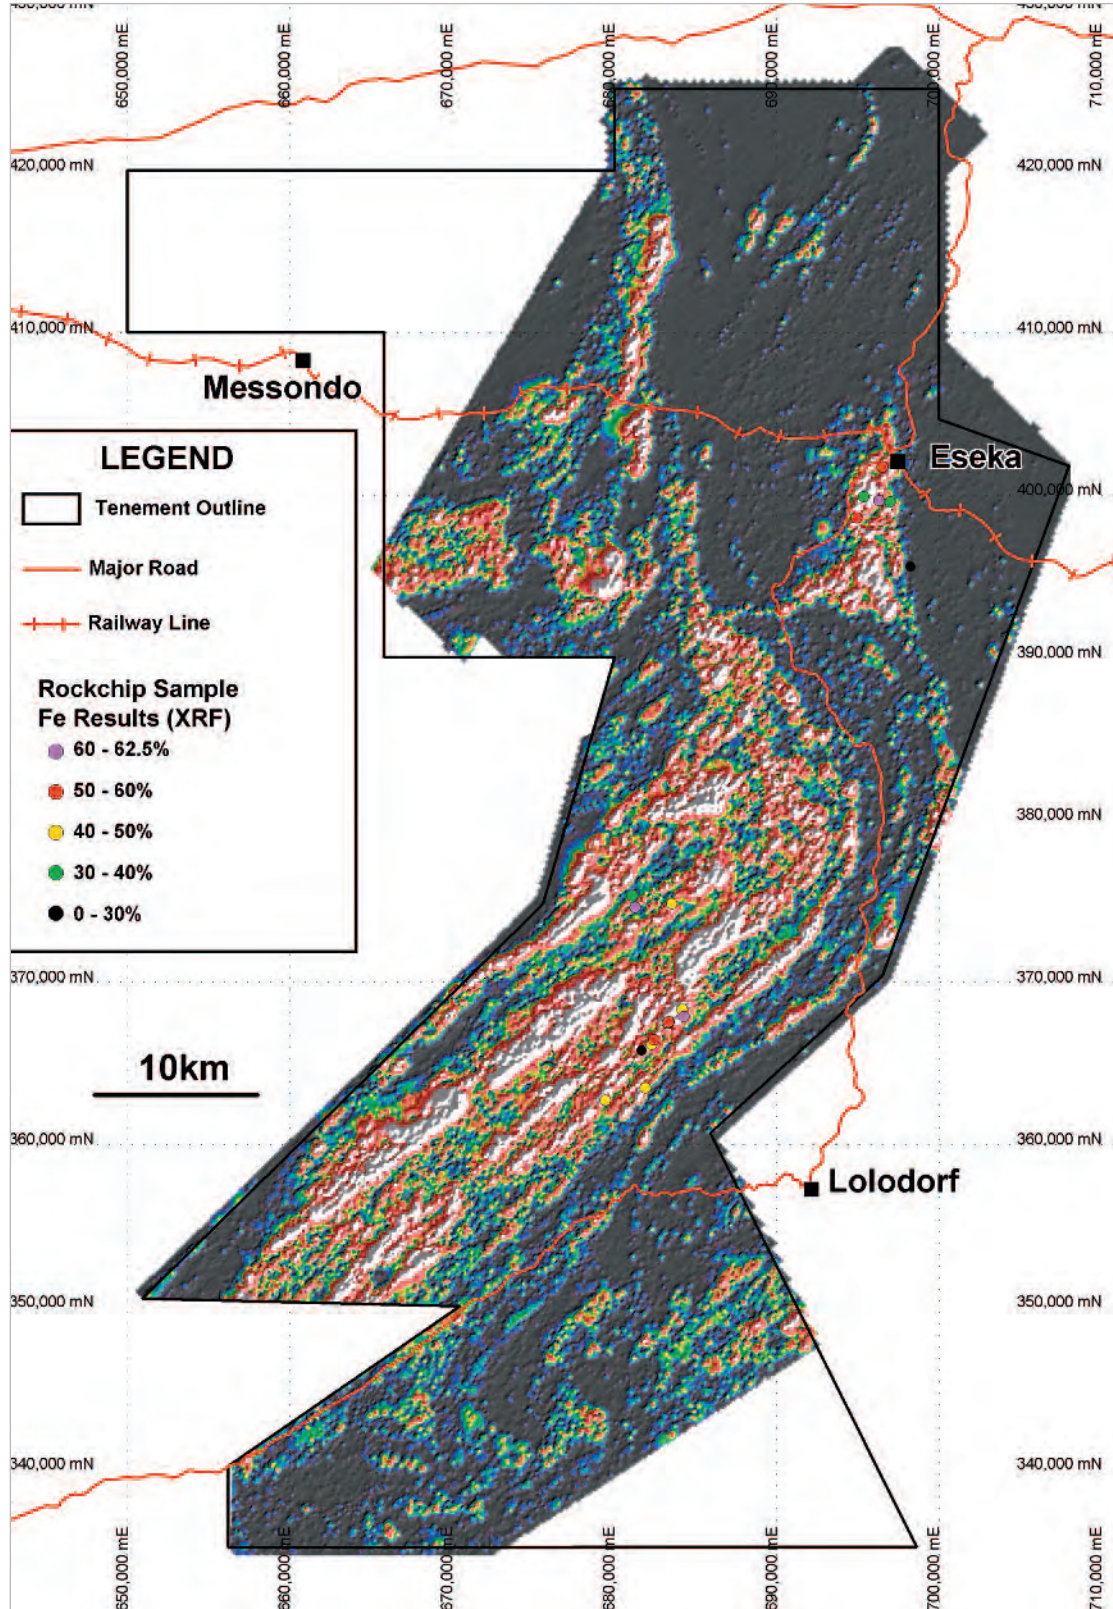 650,000 mE
660,000 mE
670,000 mE
680,000 mE
690,000 mE
700,000 mE
710,000 mE
420,000 mN
420,000 mN
410,000 mN
410,000 mN
Messondo
Eseka
400,000 mN
LEGEND
Tenement Outline
Major Road
Railway Line
Rockchip Sample
Fe Results (XRF)
60 - 62.5%
50 - 60%
40 - 50%
30 - 40%
0 - 30%
390,000 mN
380,000 mN
370,000 mN
370,000 mN
10km
360,000 mN
360,000 mN
Lolodorf
350,000 mN
350,000 mN
340,000 mN
340,000 mN
650,000 mE
660,000 mE
670,000 mE
680,000 mE
690,000 mE
700,000 mE
710,000 mE